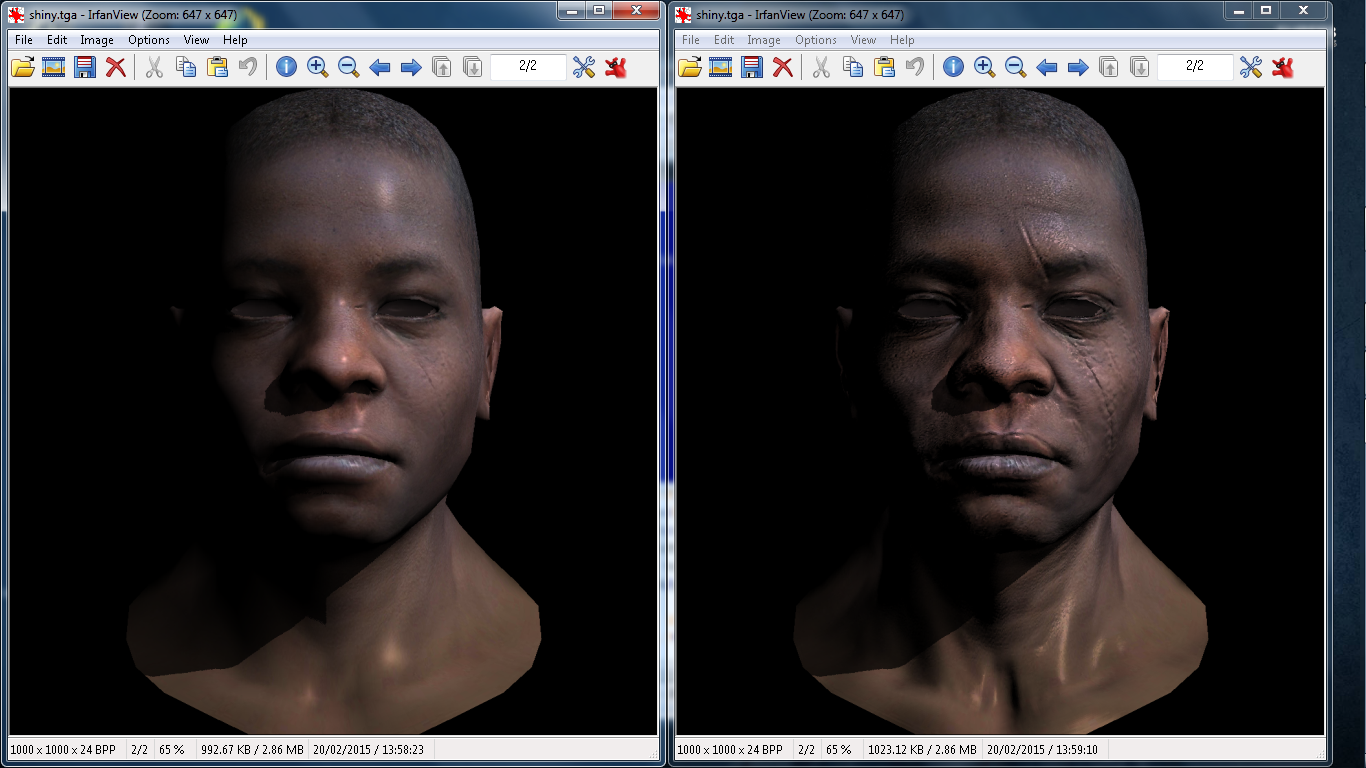 shiny.tga - IrfanView (Zoom: 647 x 647)
File Edit Image Options View Help
2/2
1000 x 1000 x 24 BPP 2/2 65 % 992.67 KB / 2.86 MB 20/02/2015 / 13:58:23
shiny.tga - IrfanView (Zoom: 647 x 647)
File Edit Image Options View Help
2/2
1000 x 1000 x 24 BPP 2/2 65 % 1023.12 KB / 2.86 MB 20/02/2015 / 13:59:10